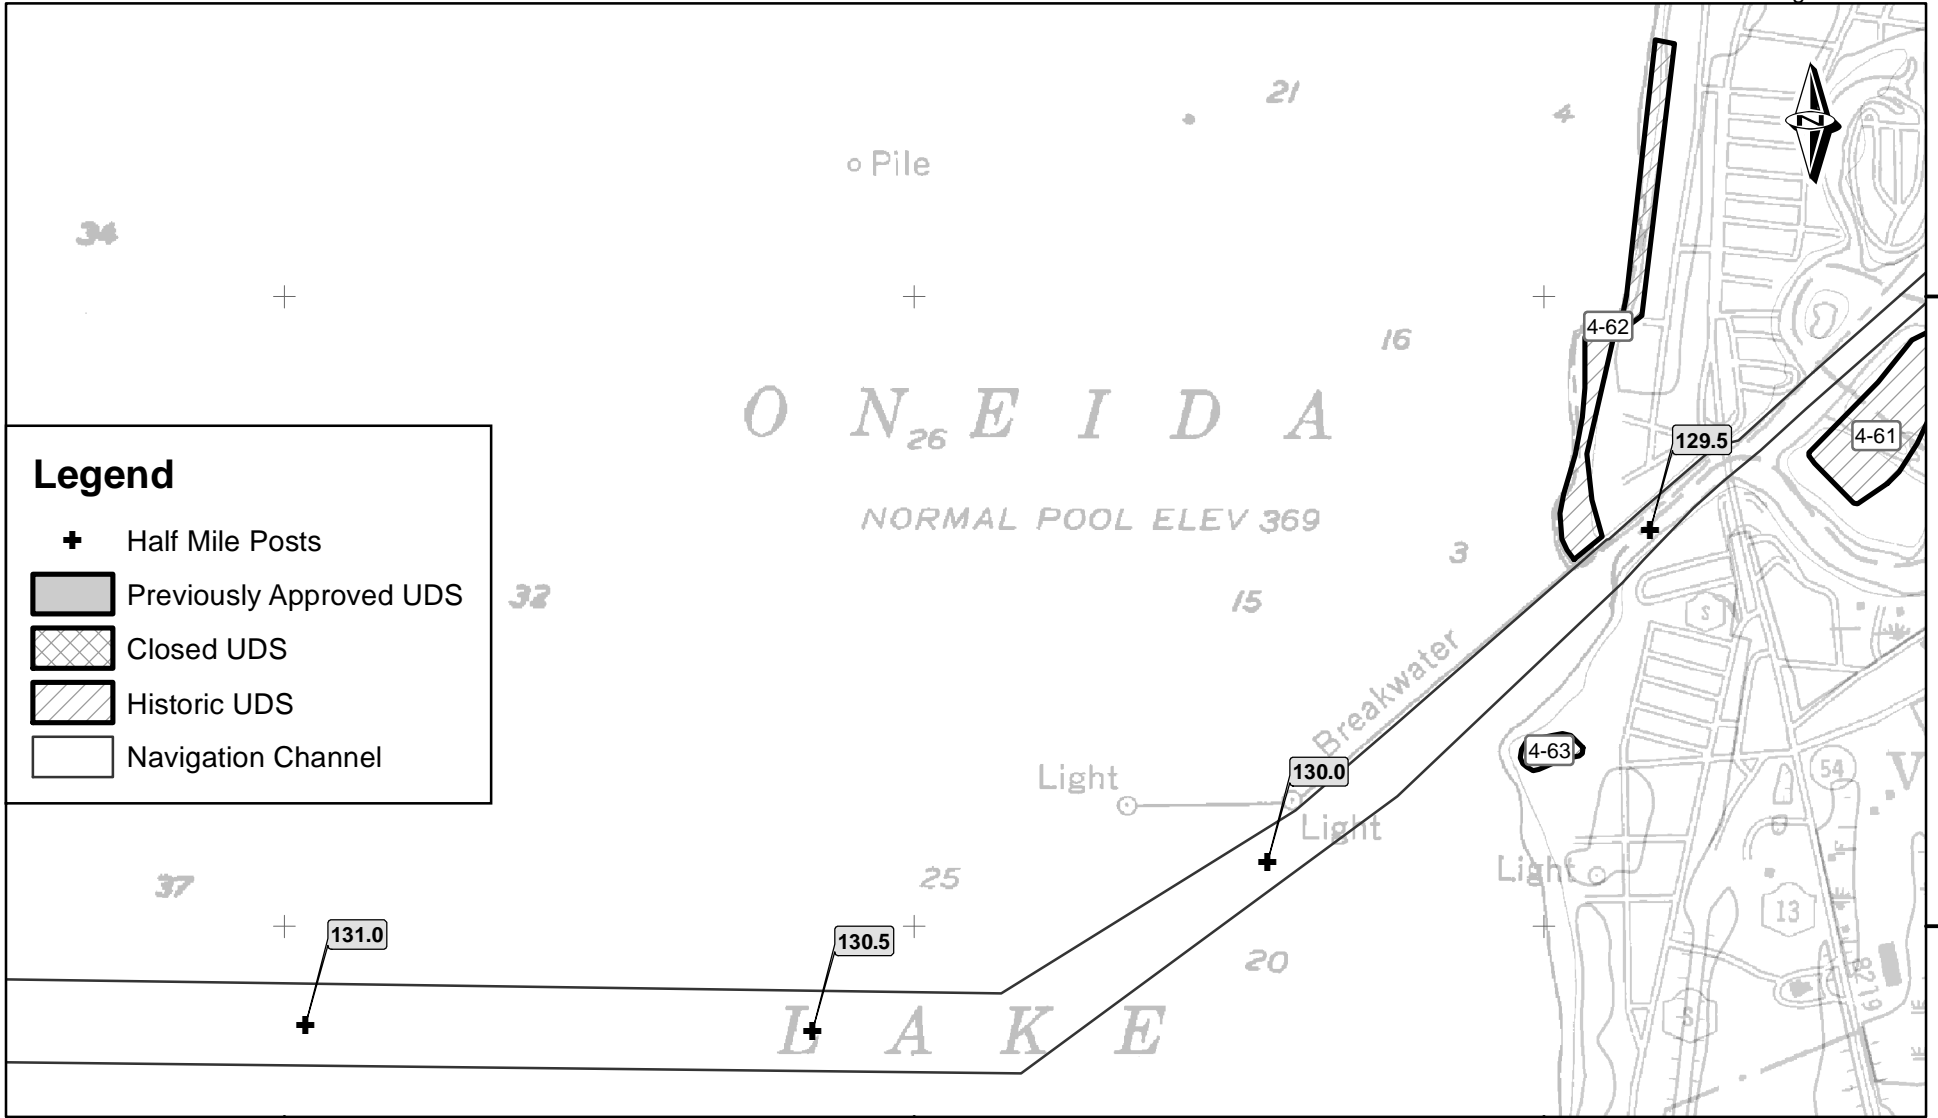 21
4
Pile
34
N
16
4-62
O N E I D A
26
4-61
129.5
Legend
Half Mile Posts
Previously Approved UDS
Closed UDS
Historic UDS
Navigation Channel
NORMAL POOL ELEV 369
3
32
15
S
Breakwater
4-63
54
V
130.0
Light
Light
Light
37
25
13
131.0
130.5
20
8219
S
L A K E